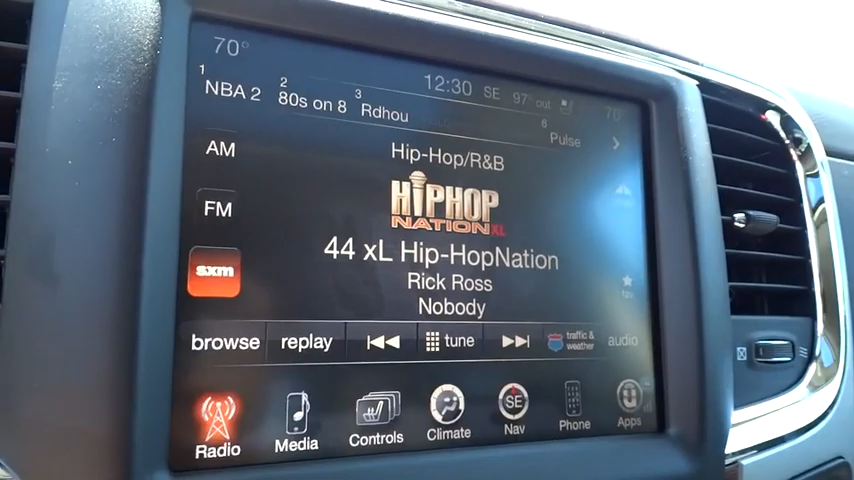 70°
12:30 SE 97° out
70°
1 NBA 2
2 80s on 8
3 Rdhou
6 Pulse
AM
Hip-Hop/R&B
FM
HIPHOP
NATION XL
44 xL Hip-HopNation
sxm
Rick Ross
Nobody
browse replay tune traffic & weather audio
Radio Media Controls Climate SE Nav Phone Apps